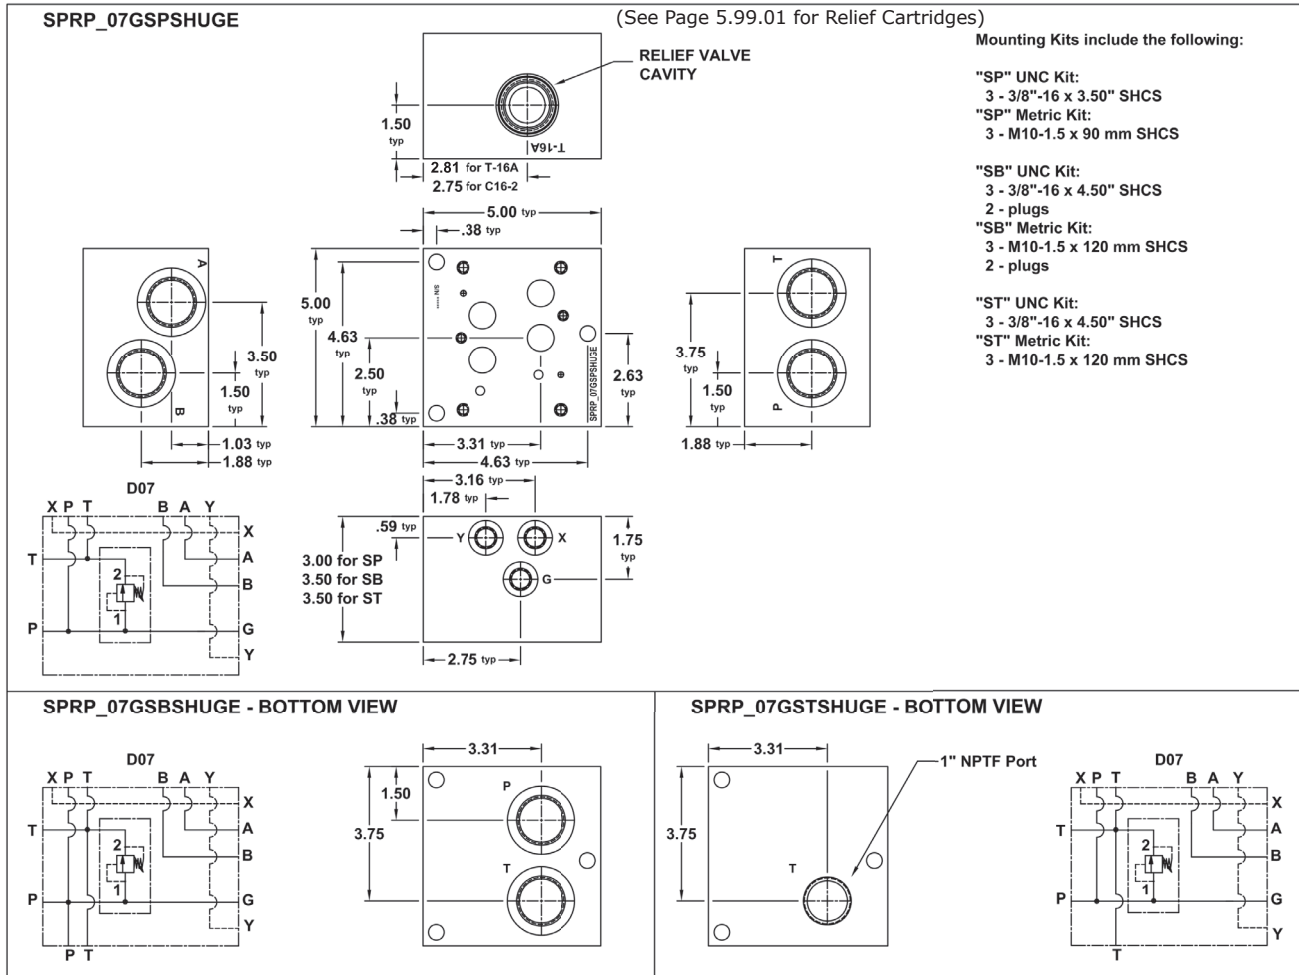 SPRP_07GSPSHUGE
(See Page 5.99.01 for Relief Cartridges)
RELIEF VALVE
CAVITY
1.50
typ
T-16A
2.81 for T-16A
2.75 for C16-2
5.00 typ
.38 typ
A
B
3.50
typ
1.50
typ
1.03 typ
1.88 typ
5.00
typ
4.63
typ
2.50
typ
.38 typ
S/N
SPRP_07GSPSHUGE
2.63
typ
3.31 typ
4.63 typ
T
P
3.75
typ
1.50
typ
1.88 typ
3.16 typ
1.78 typ
.59 typ
Y
X
G
1.75
typ
3.00 for SP
3.50 for SB
3.50 for ST
2.75 typ
D07
X P T B A Y
X
T
A
2
B
1
P
G
Y
Mounting Kits include the following:
"SP" UNC Kit:
3 - 3/8"-16 x 3.50" SHCS
"SP" Metric Kit:
3 - M10-1.5 x 90 mm SHCS
"SB" UNC Kit:
3 - 3/8"-16 x 4.50" SHCS
2 - plugs
"SB" Metric Kit:
3 - M10-1.5 x 120 mm SHCS
2 - plugs
"ST" UNC Kit:
3 - 3/8"-16 x 4.50" SHCS
"ST" Metric Kit:
3 - M10-1.5 x 120 mm SHCS
SPRP_07GSBSHUGE - BOTTOM VIEW
D07
X P T B A Y
X
T
A
2
B
1
P
G
Y
P T
3.31
1.50
3.75
P
T
SPRP_07GSTSHUGE - BOTTOM VIEW
3.31
3.75
T
1" NPTF Port
D07
X P T B A Y
X
T
A
2
B
1
P
G
Y
T